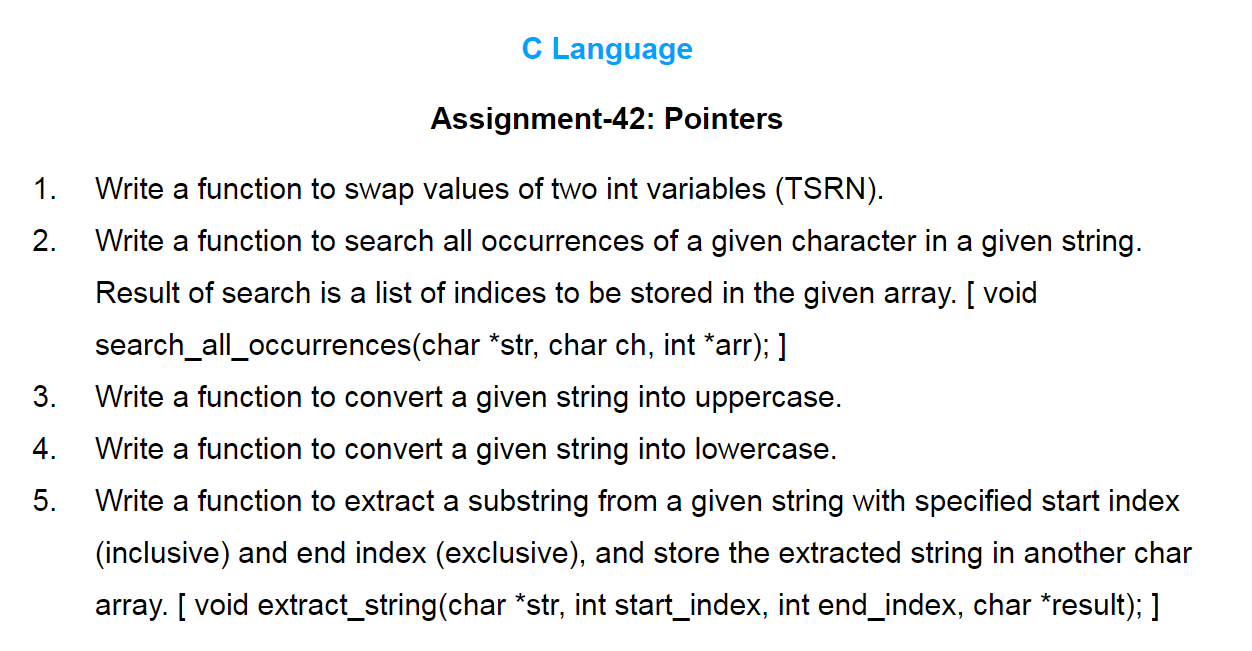 C Language
Assignment-42: Pointers
1. Write a function to swap values of two int variables (TSRN).
2. Write a function to search all occurrences of a given character in a given string.
Result of search is a list of indices to be stored in the given array. [ void
search_all_occurrences(char *str, char ch, int *arr); ]
3. Write a function to convert a given string into uppercase.
4. Write a function to convert a given string into lowercase.
5. Write a function to extract a substring from a given string with specified start index
(inclusive) and end index (exclusive), and store the extracted string in another char
array. [ void extract_string(char *str, int start_index, int end_index, char *result); ]